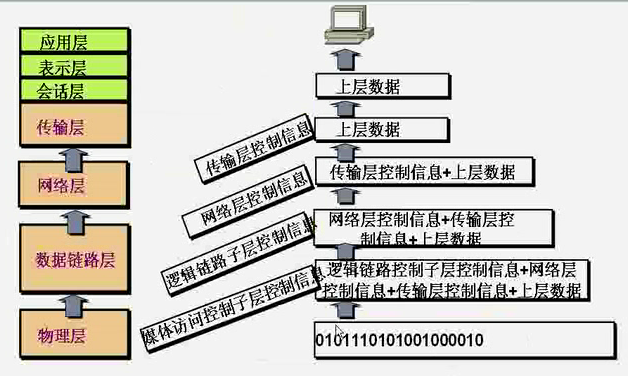 应用层
表示层
会话层
传输层
网络层
数据链路层
物理层
上层数据
上层数据
传输层控制信息
传输层控制信息+上层数据
网络层控制信息
网络层控制信息+传输层控
制信息+上层数据
逻辑链路子层控制信息
逻辑链路控制子层控制信息+网络层
控制信息+传输层控制信息+上层数据
媒体访问控制子层控制信息
0101110101001000010